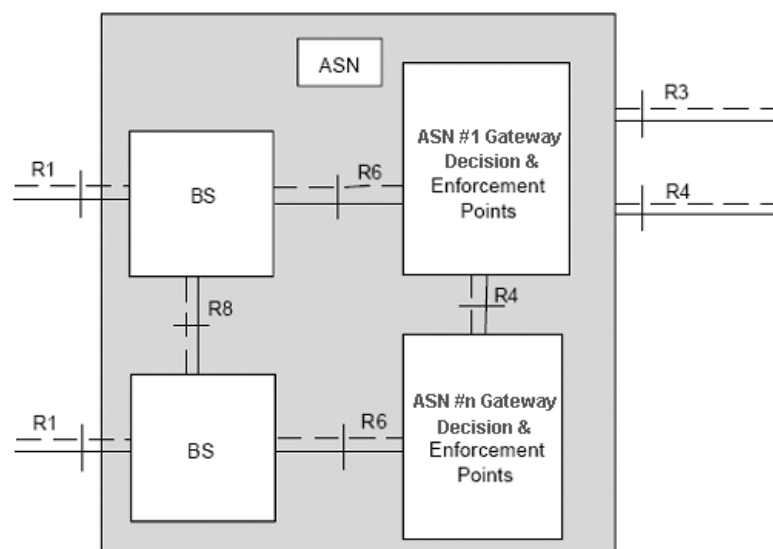 ASN
R3
ASN #1 Gateway
Decision &
Enforcement
Points
R1
R6
BS
R4
R8
R4
ASN #n Gateway
Decision &
Enforcement
Points
R1
R6
BS